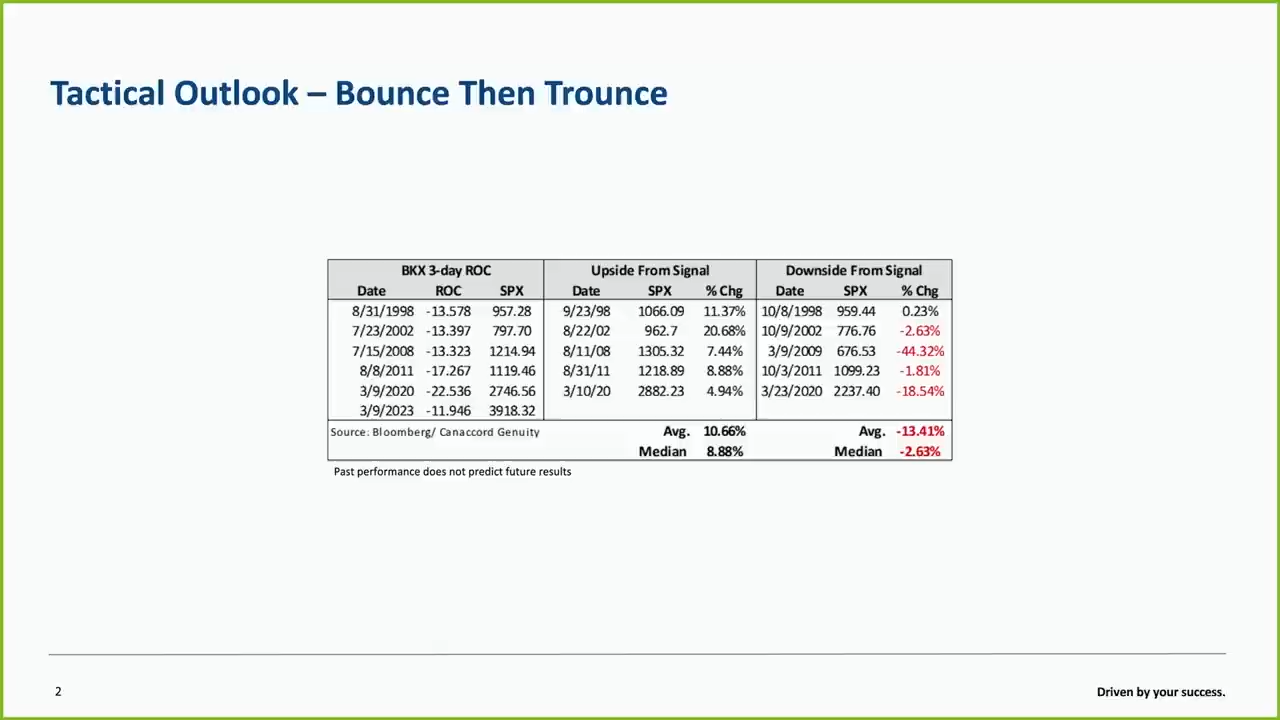 Tactical Outlook – Bounce Then Trounce
BKX 3-day ROC Upside From Signal Downside From Signal
Date ROC SPX Date SPX % Chg Date SPX % Chg
8/31/1998 -13.578 957.28 9/23/98 1066.09 11.37% 10/8/1998 959.44 0.23%
7/23/2002 -13.397 797.70 8/22/02 962.7 20.68% 10/9/2002 776.76 -2.63%
7/15/2008 -13.323 1214.94 8/11/08 1305.32 7.44% 3/9/2009 676.53 -44.32%
8/8/2011 -17.267 1119.46 8/31/11 1218.89 8.88% 10/3/2011 1099.23 -1.81%
3/9/2020 -22.536 2746.56 3/10/20 2882.23 4.94% 3/23/2020 2237.40 -18.54%
3/9/2023 -11.946 3918.32
Source: Bloomberg/ Canaccord Genuity Avg. 10.66% Avg. -13.41%
Median 8.88% Median -2.63%
Past performance does not predict future results
2 Driven by your success.